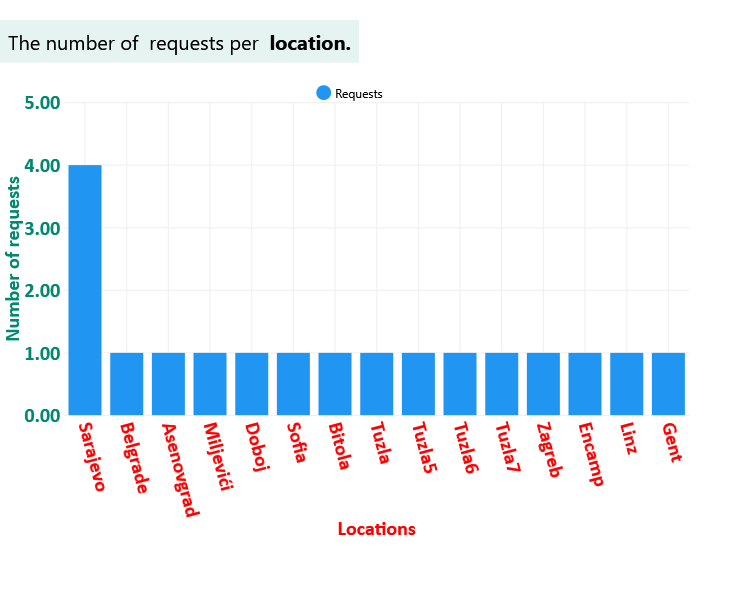 The number of requests per location.
Requests
5.00
4.00
3.00
2.00
1.00
0.00
Number of requests
Sarajevo
Belgrade
Asenovgrad
Miljevići
Doboj
Sofia
Bitola
Tuzla
Tuzla5
Tuzla6
Tuzla7
Zagreb
Encamp
Linz
Gent
Locations